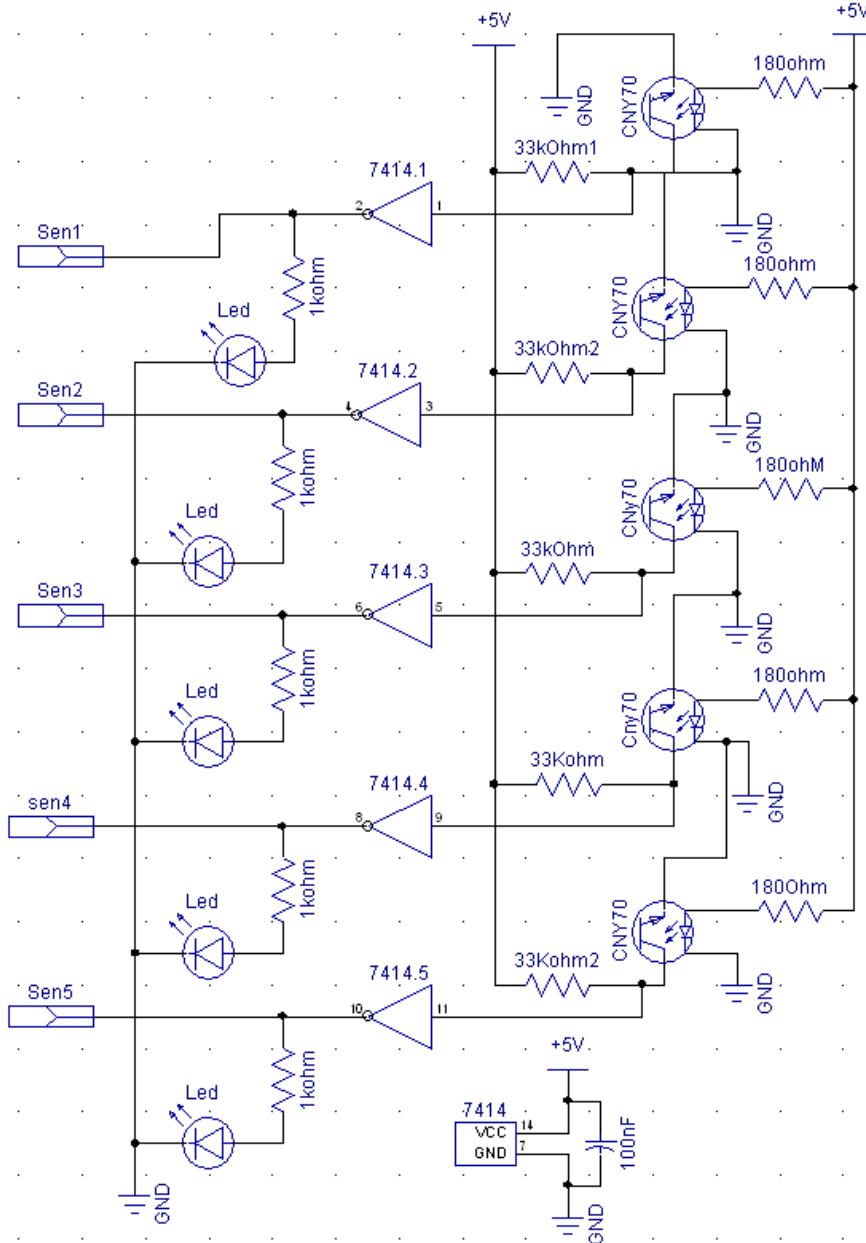 +5V
+5V
180ohm
CNY70
GND
33kOhm1
7414.1
2
1
Sen1
GND
180ohm
1kohm
CNY70
Led
33kOhm2
7414.2
Sen2
4
3
GND
180ohM
1kohm
CNy70
Led
33kOhm
7414.3
Sen3
6
5
GND
180ohm
1kohm
Cny70
Led
33Kohm
7414.4
sen4
8
9
GND
180Ohm
1kohm
CNY70
Led
33Kohm2
7414.5
Sen5
10
11
GND
+5V
1kohm
7414
Led
VCC
14
GND
7
100nF
GND
GND